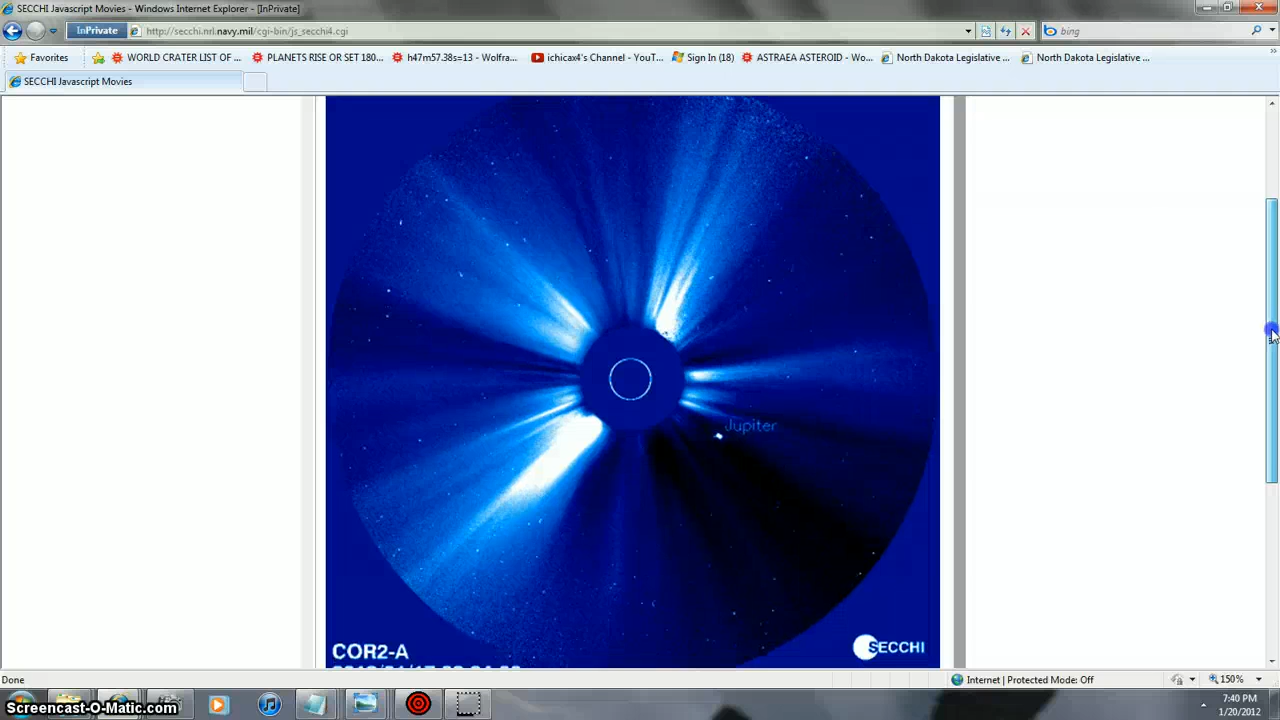 SECCHI Javascript Movies - Windows Internet Explorer - [InPrivate]
InPrivate
http://secchi.nrl.navy.mil/cgi-bin/js_secchi4.cgi
bing
Favorites
WORLD CRATER LIST OF ...
PLANETS RISE OR SET 180...
h47m57.38s=13 - Wolfra...
ichicax4's Channel - YouT...
Sign In (18)
ASTRAEA ASTEROID - Wo...
North Dakota Legislative ...
North Dakota Legislative ...
SECCHI Javascript Movies
Jupiter
COR2-A
SECCHI
Done
Internet | Protected Mode: Off
150%
Screencast-O-Matic.com
7:40 PM
1/20/2012